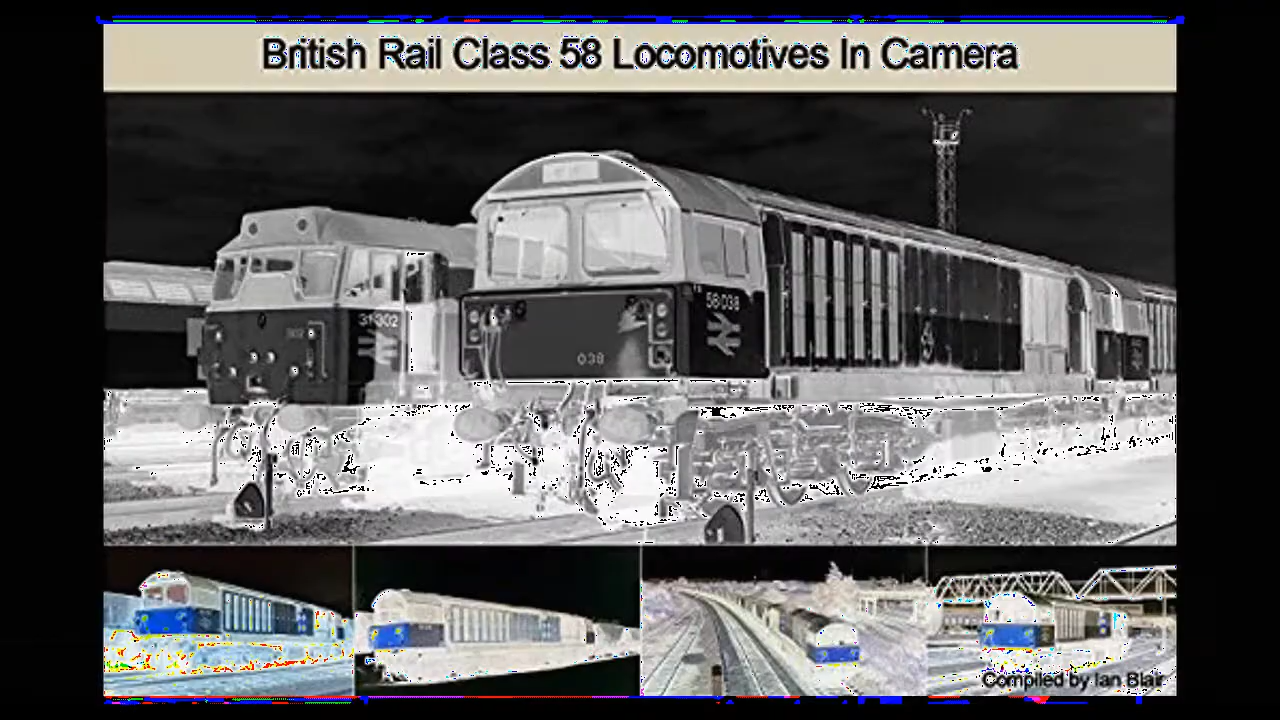 British Rail Class 58 Locomotives In Camera
31302
58038
038
Compiled by Ian Blair